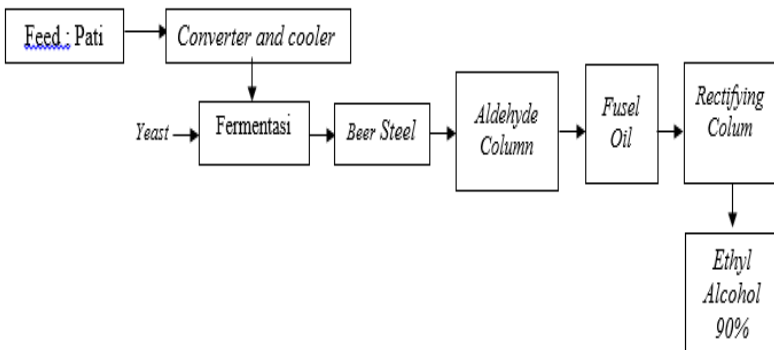 Feed : Pati
Converter and cooler
Yeast
Fermentasi
Beer Steel
Aldehyde
Column
Fusel
Oil
Rectifying
Colum
Ethyl
Alcohol
90%